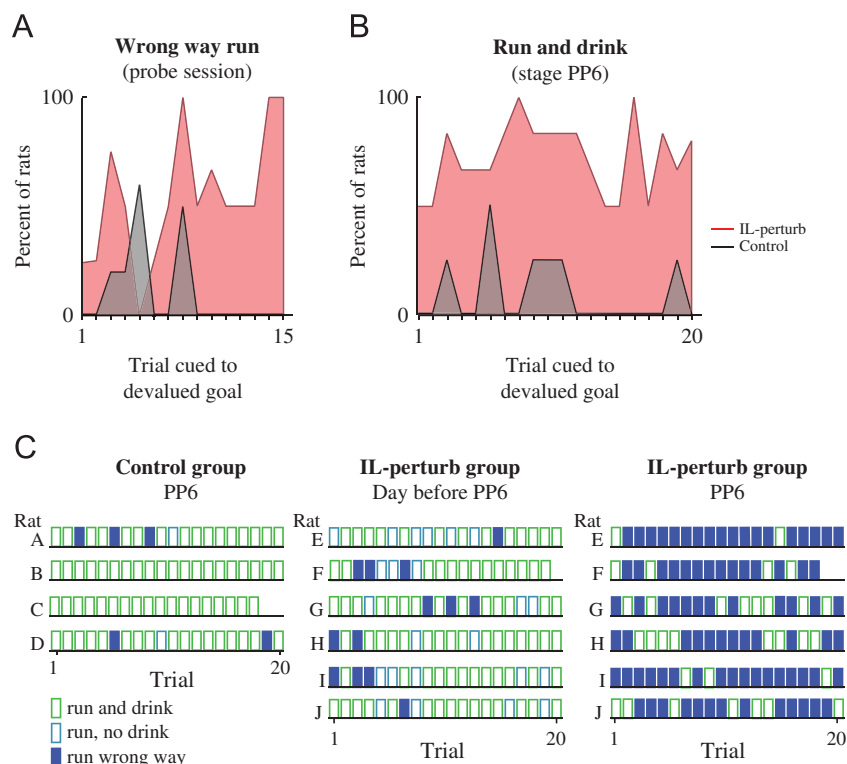 A
Wrong way run
(probe session)
100
Percent of rats
0
1
15
Trial cued to
devalued goal
B
Run and drink
(stage PP6)
100
Percent of rats
0
1
20
Trial cued to
devalued goal
IL-perturb
Control
C
Control group
PP6
Rat
A
B
C
D
1
20
Trial
run and drink
run, no drink
run wrong way
IL-perturb group
Day before PP6
Rat
E
F
G
H
I
J
1
20
Trial
IL-perturb group
PP6
Rat
E
F
G
H
I
J
1
20
Trial